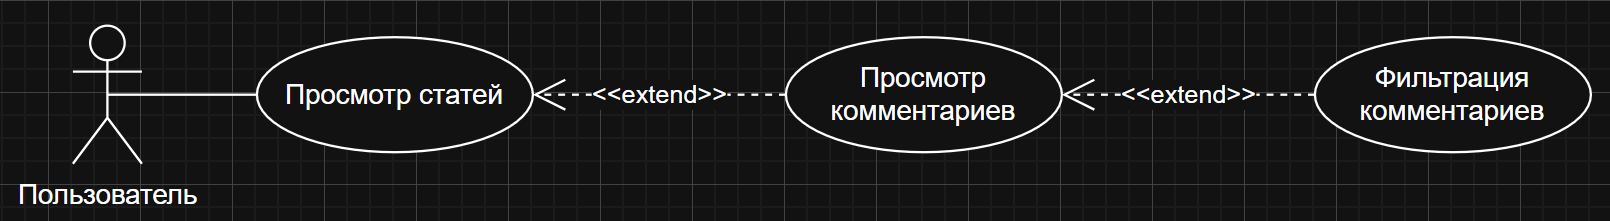 Просмотр статей
<<extend>>
Просмотр
комментариев
<<extend>>
Фильтрация
комментариев
Пользователь